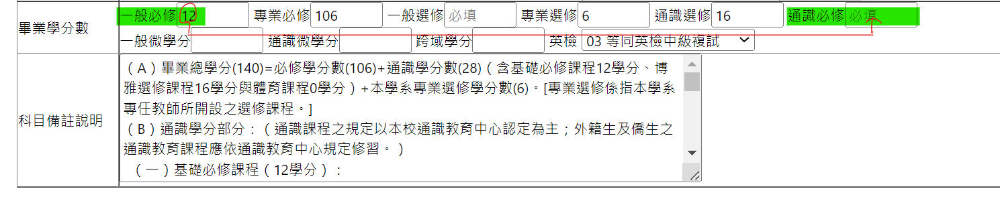 畢業學分數
一般必修 12 專業必修 106 一般選修 必填 專業選修 6 通識選修 16 通識必修 必填
一般微學分 通識微學分 跨域學分 英檢 03 等同英檢中級複試
科目備註說明
（A）畢業總學分(140)=必修學分數(106)+通識學分數(28)（含基礎必修課程12學分、博
雅選修課程16學分與體育課程0學分）+本學系專業選修學分數(6)。[專業選修係指本學系
專任教師所開設之選修課程。]
（B）通識學分部分：（通識課程之規定以本校通識教育中心認定為主；外籍生及僑生之
通識教育課程應依通識教育中心規定修習。）
（一）基礎必修課程（12學分）：